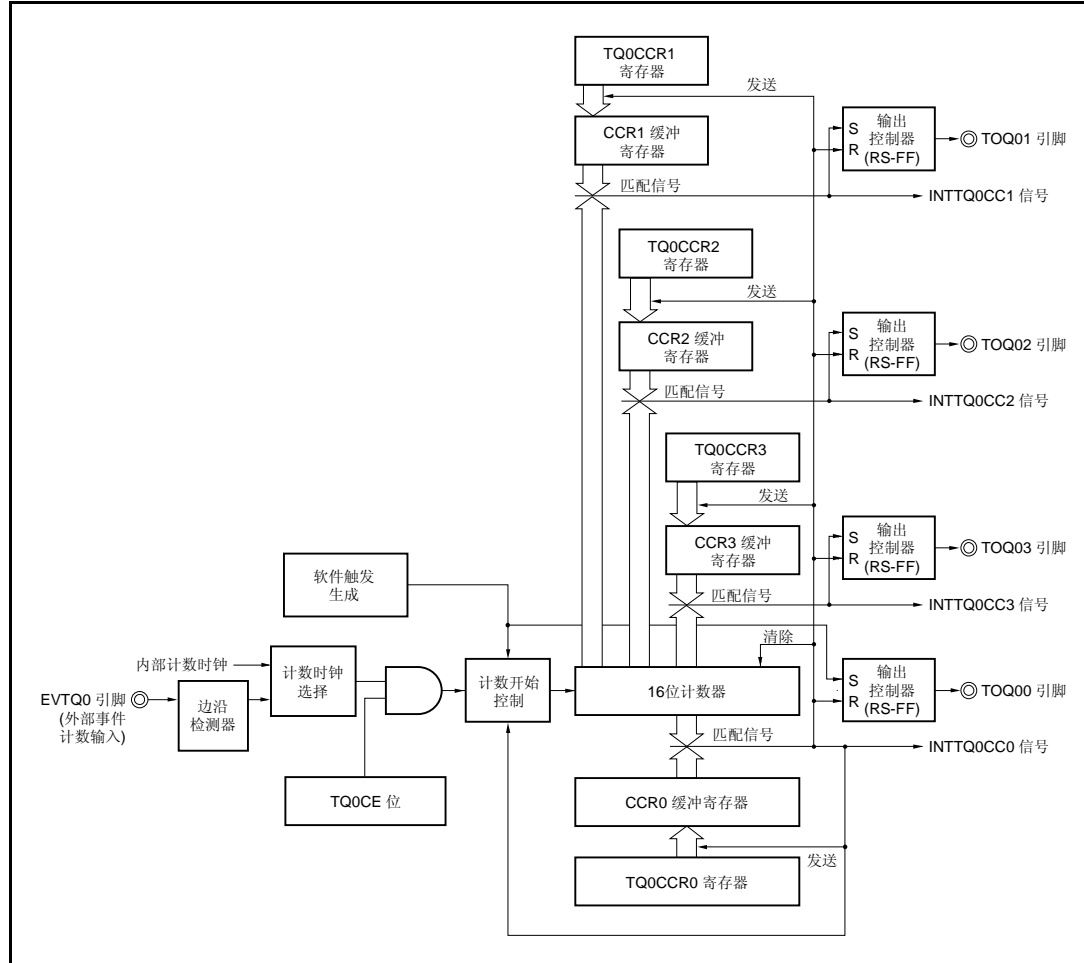 TQ0CCR1
寄存器
发送
CCR1 缓冲
寄存器
S
R
输出
控制器
(RS-FF)
TOQ01 引脚
匹配信号
INTTQ0CC1 信号
TQ0CCR2
寄存器
发送
CCR2 缓冲
寄存器
S
R
输出
控制器
(RS-FF)
TOQ02 引脚
匹配信号
INTTQ0CC2 信号
TQ0CCR3
寄存器
发送
CCR3 缓冲
寄存器
S
R
输出
控制器
(RS-FF)
TOQ03 引脚
匹配信号
INTTQ0CC3 信号
软件触发
生成
清除
内部计数时钟
EVTQ0 引脚
(外部事件
计数输入)
边沿
检测器
计数时钟
选择
计数开始
控制
16位计数器
S
R
输出
控制器
(RS-FF)
TOQ00 引脚
匹配信号
INTTQ0CC0 信号
TQ0CE 位
CCR0 缓冲寄存器
发送
TQ0CCR0 寄存器